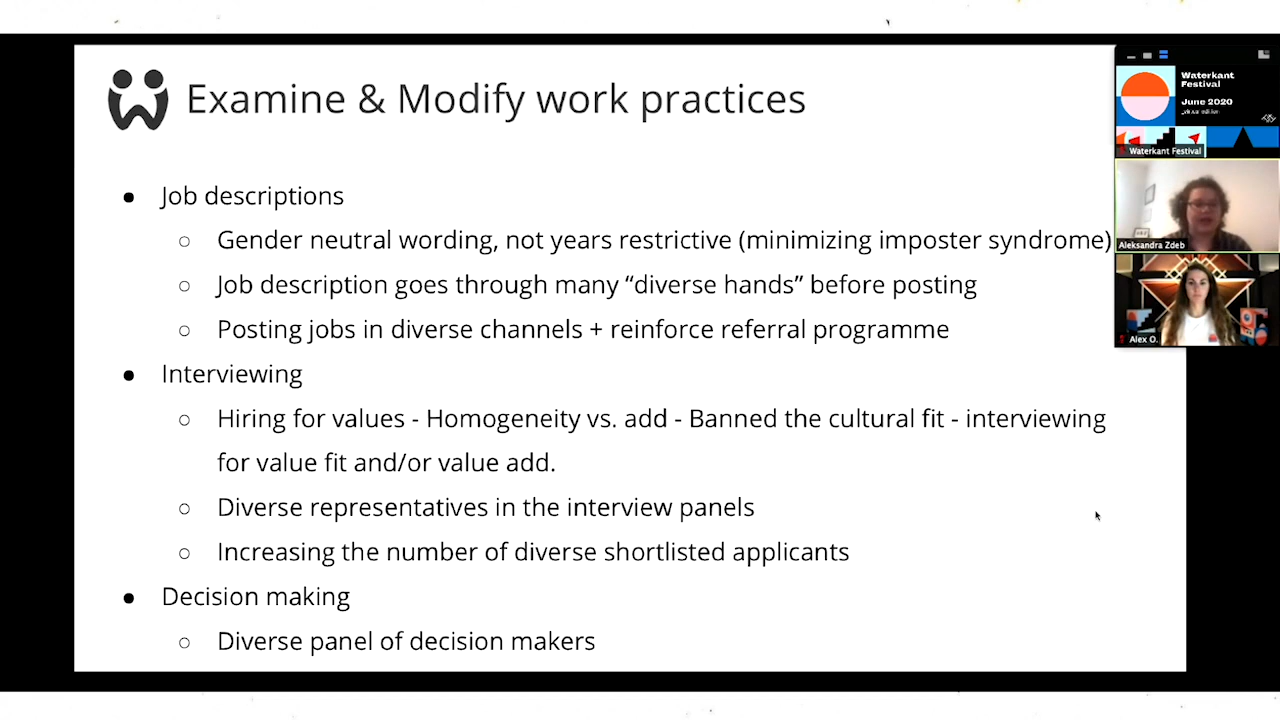 Examine & Modify work practices
● Job descriptions
○ Gender neutral wording, not years restrictive (minimizing imposter syndrome)
○ Job description goes through many “diverse hands” before posting
○ Posting jobs in diverse channels + reinforce referral programme
● Interviewing
○ Hiring for values - Homogeneity vs. add - Banned the cultural fit - interviewing
for value fit and/or value add.
○ Diverse representatives in the interview panels
○ Increasing the number of diverse shortlisted applicants
● Decision making
○ Diverse panel of decision makers
Waterkant
Festival
June 2020
Waterkant Festival
Aleksandra Zdeb
Alex O.